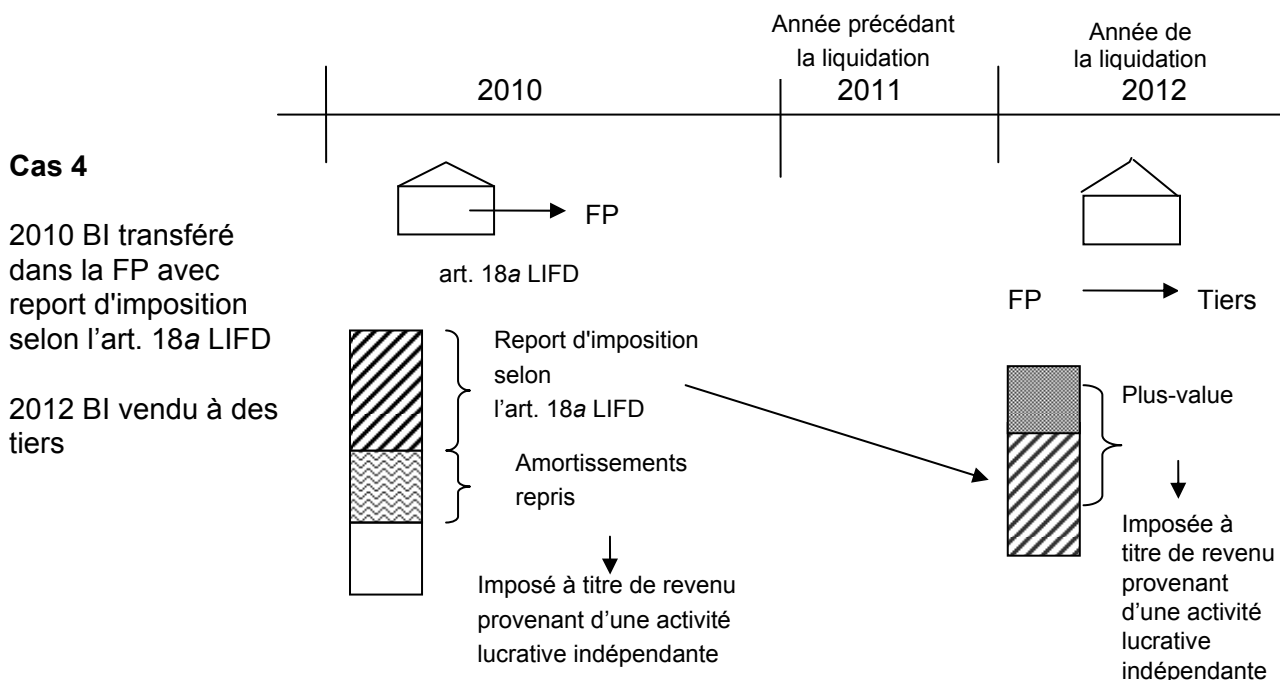 Année précédant
la liquidation
Année de
la liquidation
2010
2011
2012
Cas 4
2010 BI transféré
dans la FP avec
report d'imposition
selon l’art. 18a LIFD
2012 BI vendu à des
tiers
FP
art. 18a LIFD
Report d'imposition
selon
l’art. 18a LIFD
Amortissements
repris
Imposé à titre de revenu
provenant d’une activité
lucrative indépendante
FP
Tiers
Plus-value
Imposée à
titre de revenu
provenant
d’une activité
lucrative
indépendante